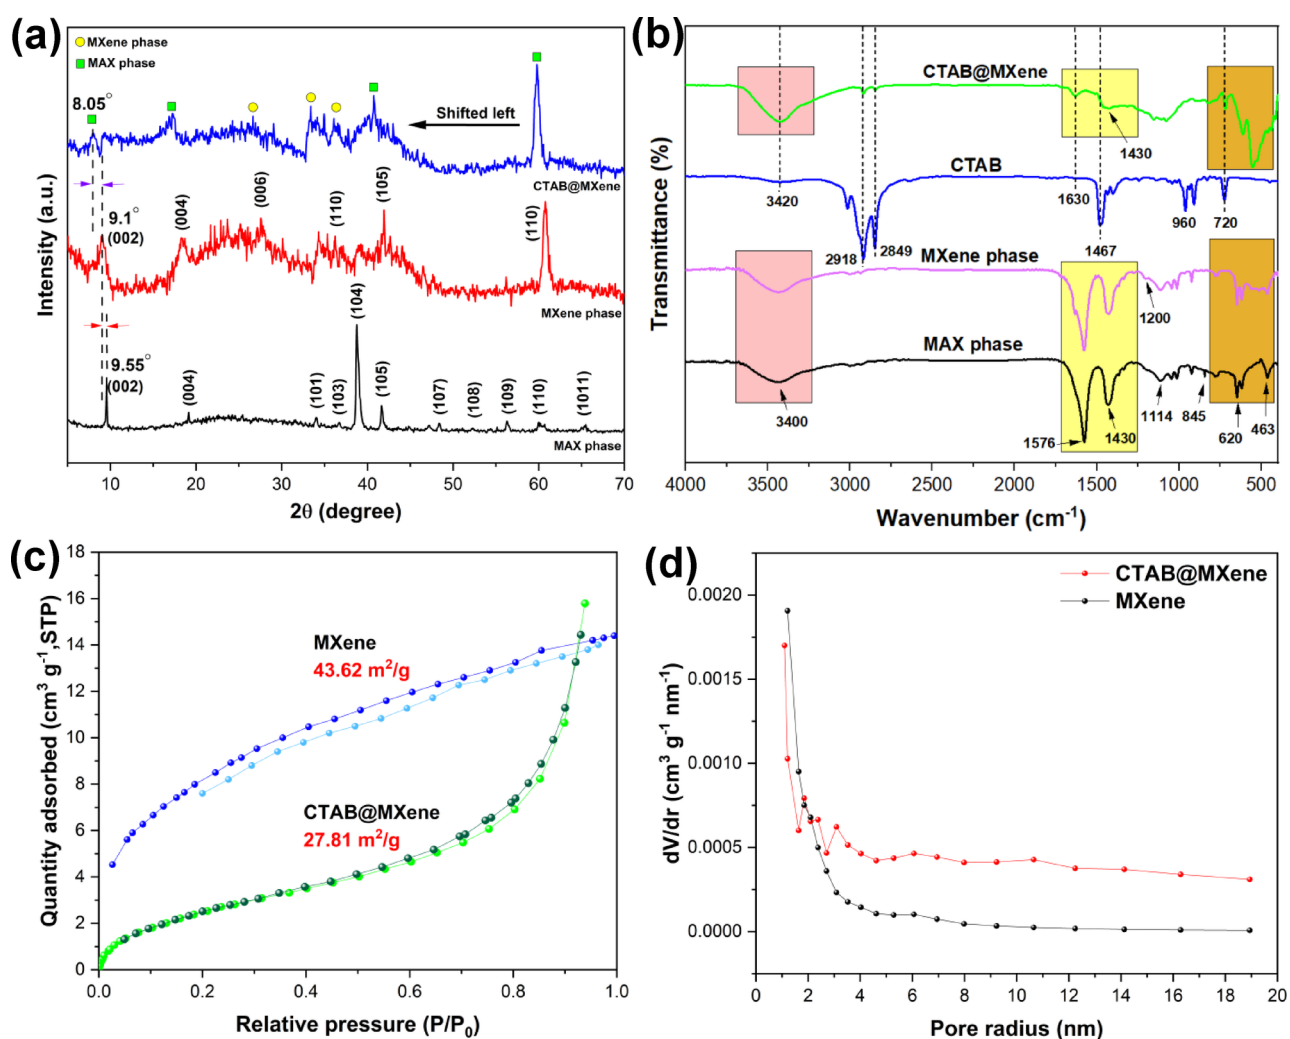 (a)
MXene phase
MAX phase
8.05°
Shifted left
CTAB@MXene
9.1°
(002)
(004)
(006)
(110)
(105)
(110)
MXene phase
9.55°
(002)
(004)
(101)
(103)
(104)
(105)
(107)
(108)
(109)
(110)
(1011)
MAX phase
Intensity (a.u.)
5 10 20 30 40 50 60 70
2θ (degree)
(b)
CTAB@MXene
1430
CTAB
3420
2918
2849
1630
1467
960
720
MXene phase
1200
MAX phase
3400
1576
1430
1114
845
620
463
Transmittance (%)
4000 3500 3000 2500 2000 1500 1000 500
Wavenumber (cm-1)
(c)
18
16
14
12
10
8
6
4
2
0
MXene
43.62 m2/g
CTAB@MXene
27.81 m2/g
Quantity adsorbed (cm3 g-1,STP)
0.0 0.2 0.4 0.6 0.8 1.0
Relative pressure (P/P0)
(d)
CTAB@MXene
MXene
0.0020
0.0015
0.0010
0.0005
0.0000
dV/dr (cm3 g-1 nm-1)
0 2 4 6 8 10 12 14 16 18 20
Pore radius (nm)